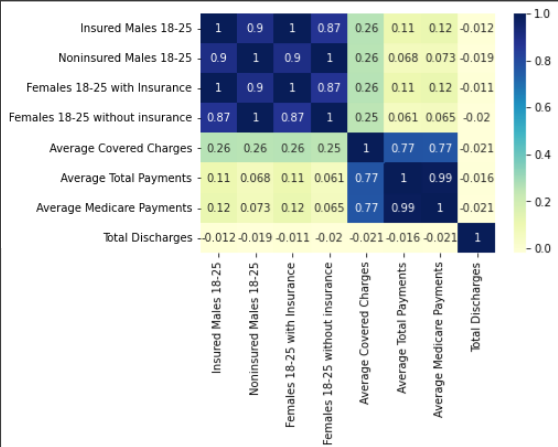 Insured Males 18-25 1 0.9 1 0.87 0.26 0.11 0.12 -0.012
Noninsured Males 18-25 0.9 1 0.9 1 0.26 0.068 0.073 -0.019
Females 18-25 with Insurance 1 0.9 1 0.87 0.26 0.11 0.12 -0.011
Females 18-25 without insurance 0.87 1 0.87 1 0.25 0.061 0.065 -0.02
Average Covered Charges 0.26 0.26 0.26 0.25 1 0.77 0.77 -0.021
Average Total Payments 0.11 0.068 0.11 0.061 0.77 1 0.99 -0.016
Average Medicare Payments 0.12 0.073 0.12 0.065 0.77 0.99 1 -0.021
Total Discharges -0.012 -0.019 -0.011 -0.02 -0.021 -0.016 -0.021 1
Insured Males 18-25
Noninsured Males 18-25
Females 18-25 with Insurance
Females 18-25 without insurance
Average Covered Charges
Average Total Payments
Average Medicare Payments
Total Discharges
1.0
0.8
0.6
0.4
0.2
0.0